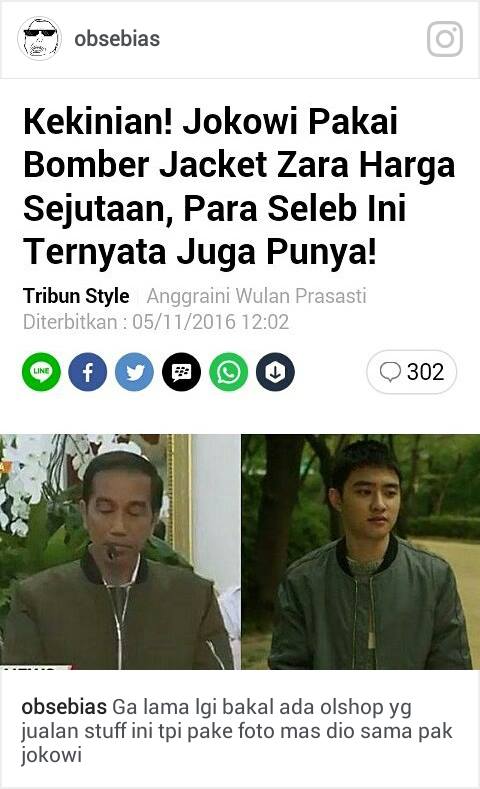 obsebias
Kekinian! Jokowi Pakai
Bomber Jacket Zara Harga
Sejutaan, Para Seleb Ini
Ternyata Juga Punya!
Tribun Style Anggraini Wulan Prasasti
Diterbitkan : 05/11/2016 12:02
LINE
302
obsebias Ga lama lgi bakal ada olshop yg
jualan stuff ini tpi pake foto mas dio sama pak
jokowi